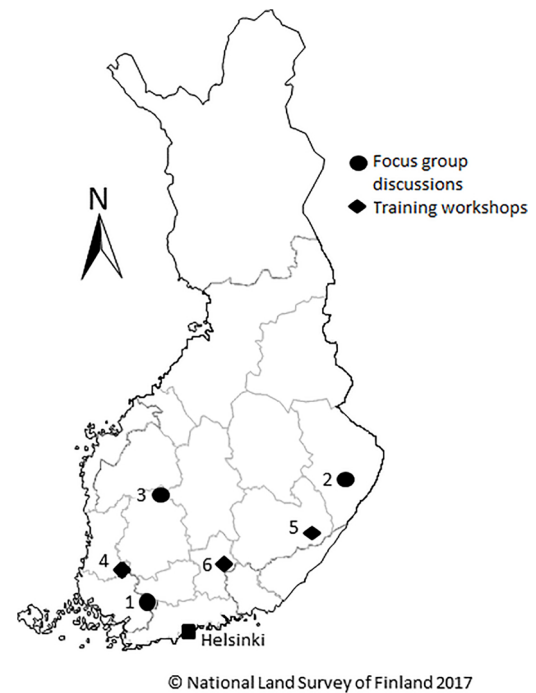 Focus group
discussions
Training workshops
N
2
3
5
4
6
1
Helsinki
© National Land Survey of Finland 2017